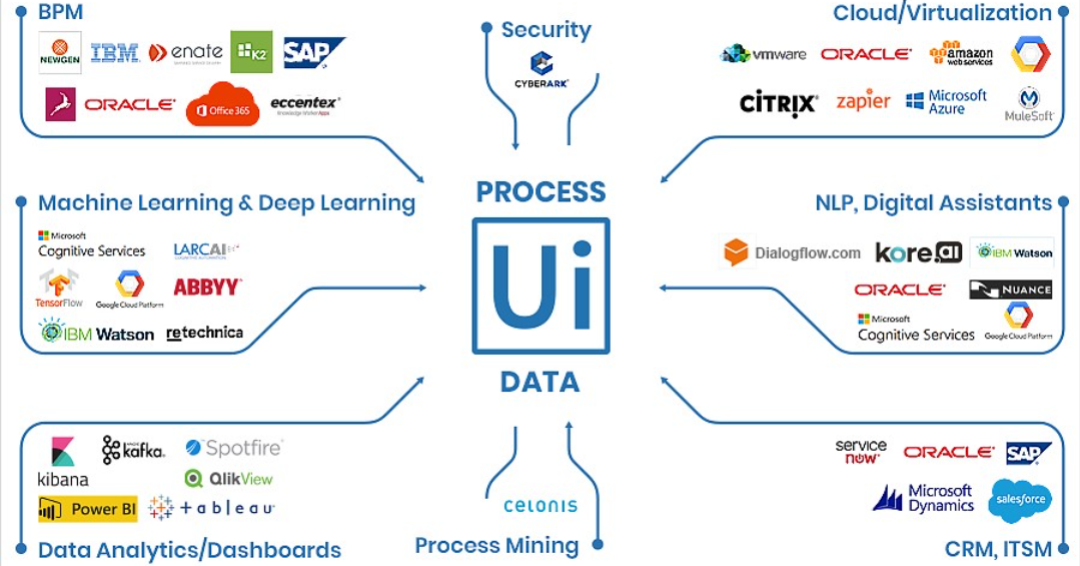 BPM
NEWGEN
IBM
enate
K2
SAP
ORACLE
Office 365
eccentex
Security
CYBERARK
Cloud/Virtualization
vmware
ORACLE
amazon
web services
CITRIX
zapier
Microsoft
Azure
MuleSoft
PROCESS
Ui
DATA
Machine Learning & Deep Learning
Microsoft
Cognitive Services
LARCAI
TensorFlow
Google Cloud Platform
ABBYY
IBM Watson
retechnica
NLP, Digital Assistants
Dialogflow.com
kore.ai
IBM Watson
ORACLE
NUANCE
Microsoft
Cognitive Services
Google Cloud Platform
kibana
kafka
Spotfire
QlikView
Power BI
+ableau
Data Analytics/Dashboards
celonis
Process Mining
service
now
ORACLE
SAP
Microsoft
Dynamics
salesforce
CRM, ITSM